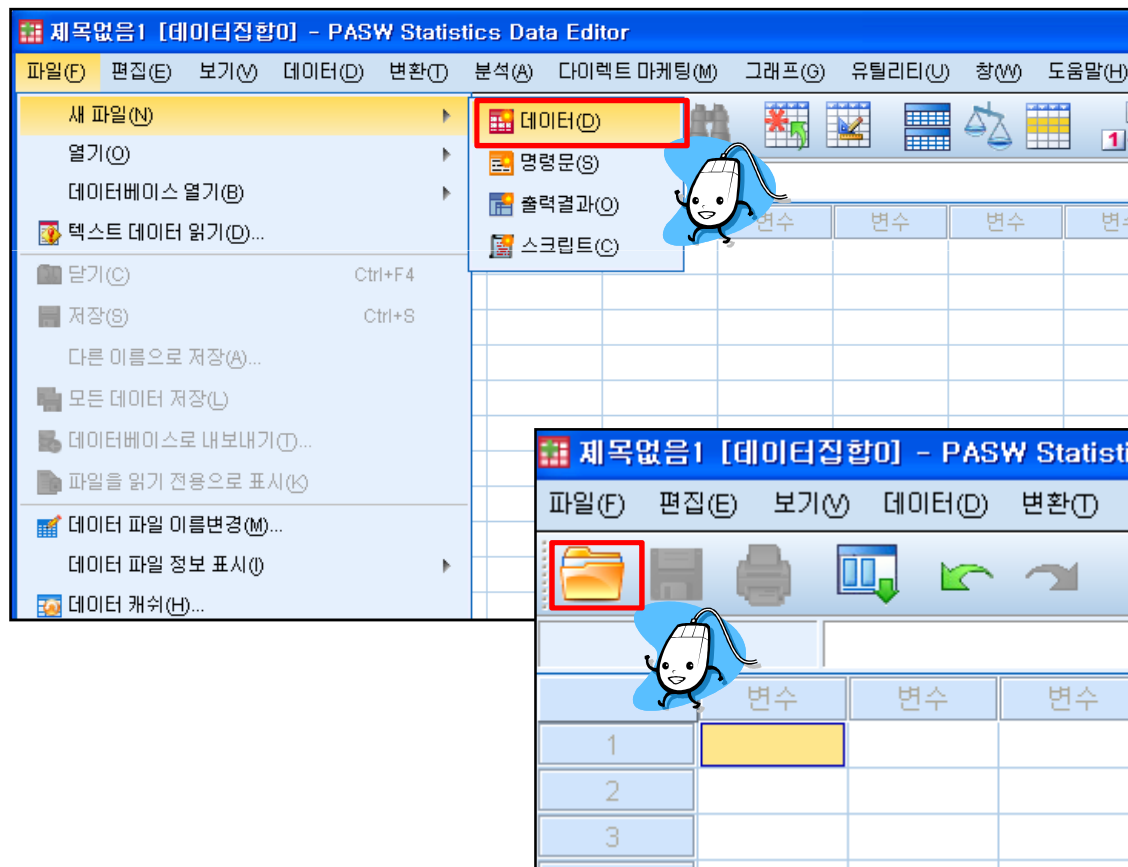 제목없음1 [데이터집합0] - PASW Statistics Data Editor
파일(F) 편집(E) 보기(V) 데이터(D) 변환(T) 분석(A) 다이렉트 마케팅(M) 그래프(G) 유틸리티(U) 창(W) 도움말(H)
새 파일(N)
열기(O)
데이터베이스 열기(B)
텍스트 데이터 읽기(D)...
닫기(C) Ctrl+F4
저장(S) Ctrl+S
다른 이름으로 저장(A)...
모든 데이터 저장(L)
데이터베이스로 내보내기(T)...
파일을 읽기 전용으로 표시(K)
데이터 파일 이름변경(M)...
데이터 파일 정보 표시(I)
데이터 캐쉬(H)...
데이터(D)
명령문(S)
출력결과(O)
스크립트(C)
1
변수 변수 변수
제목없음1 [데이터집합0] - PASW Statisti
파일(F) 편집(E) 보기(V) 데이터(D) 변환(T)
변수 변수 변수
1
2
3